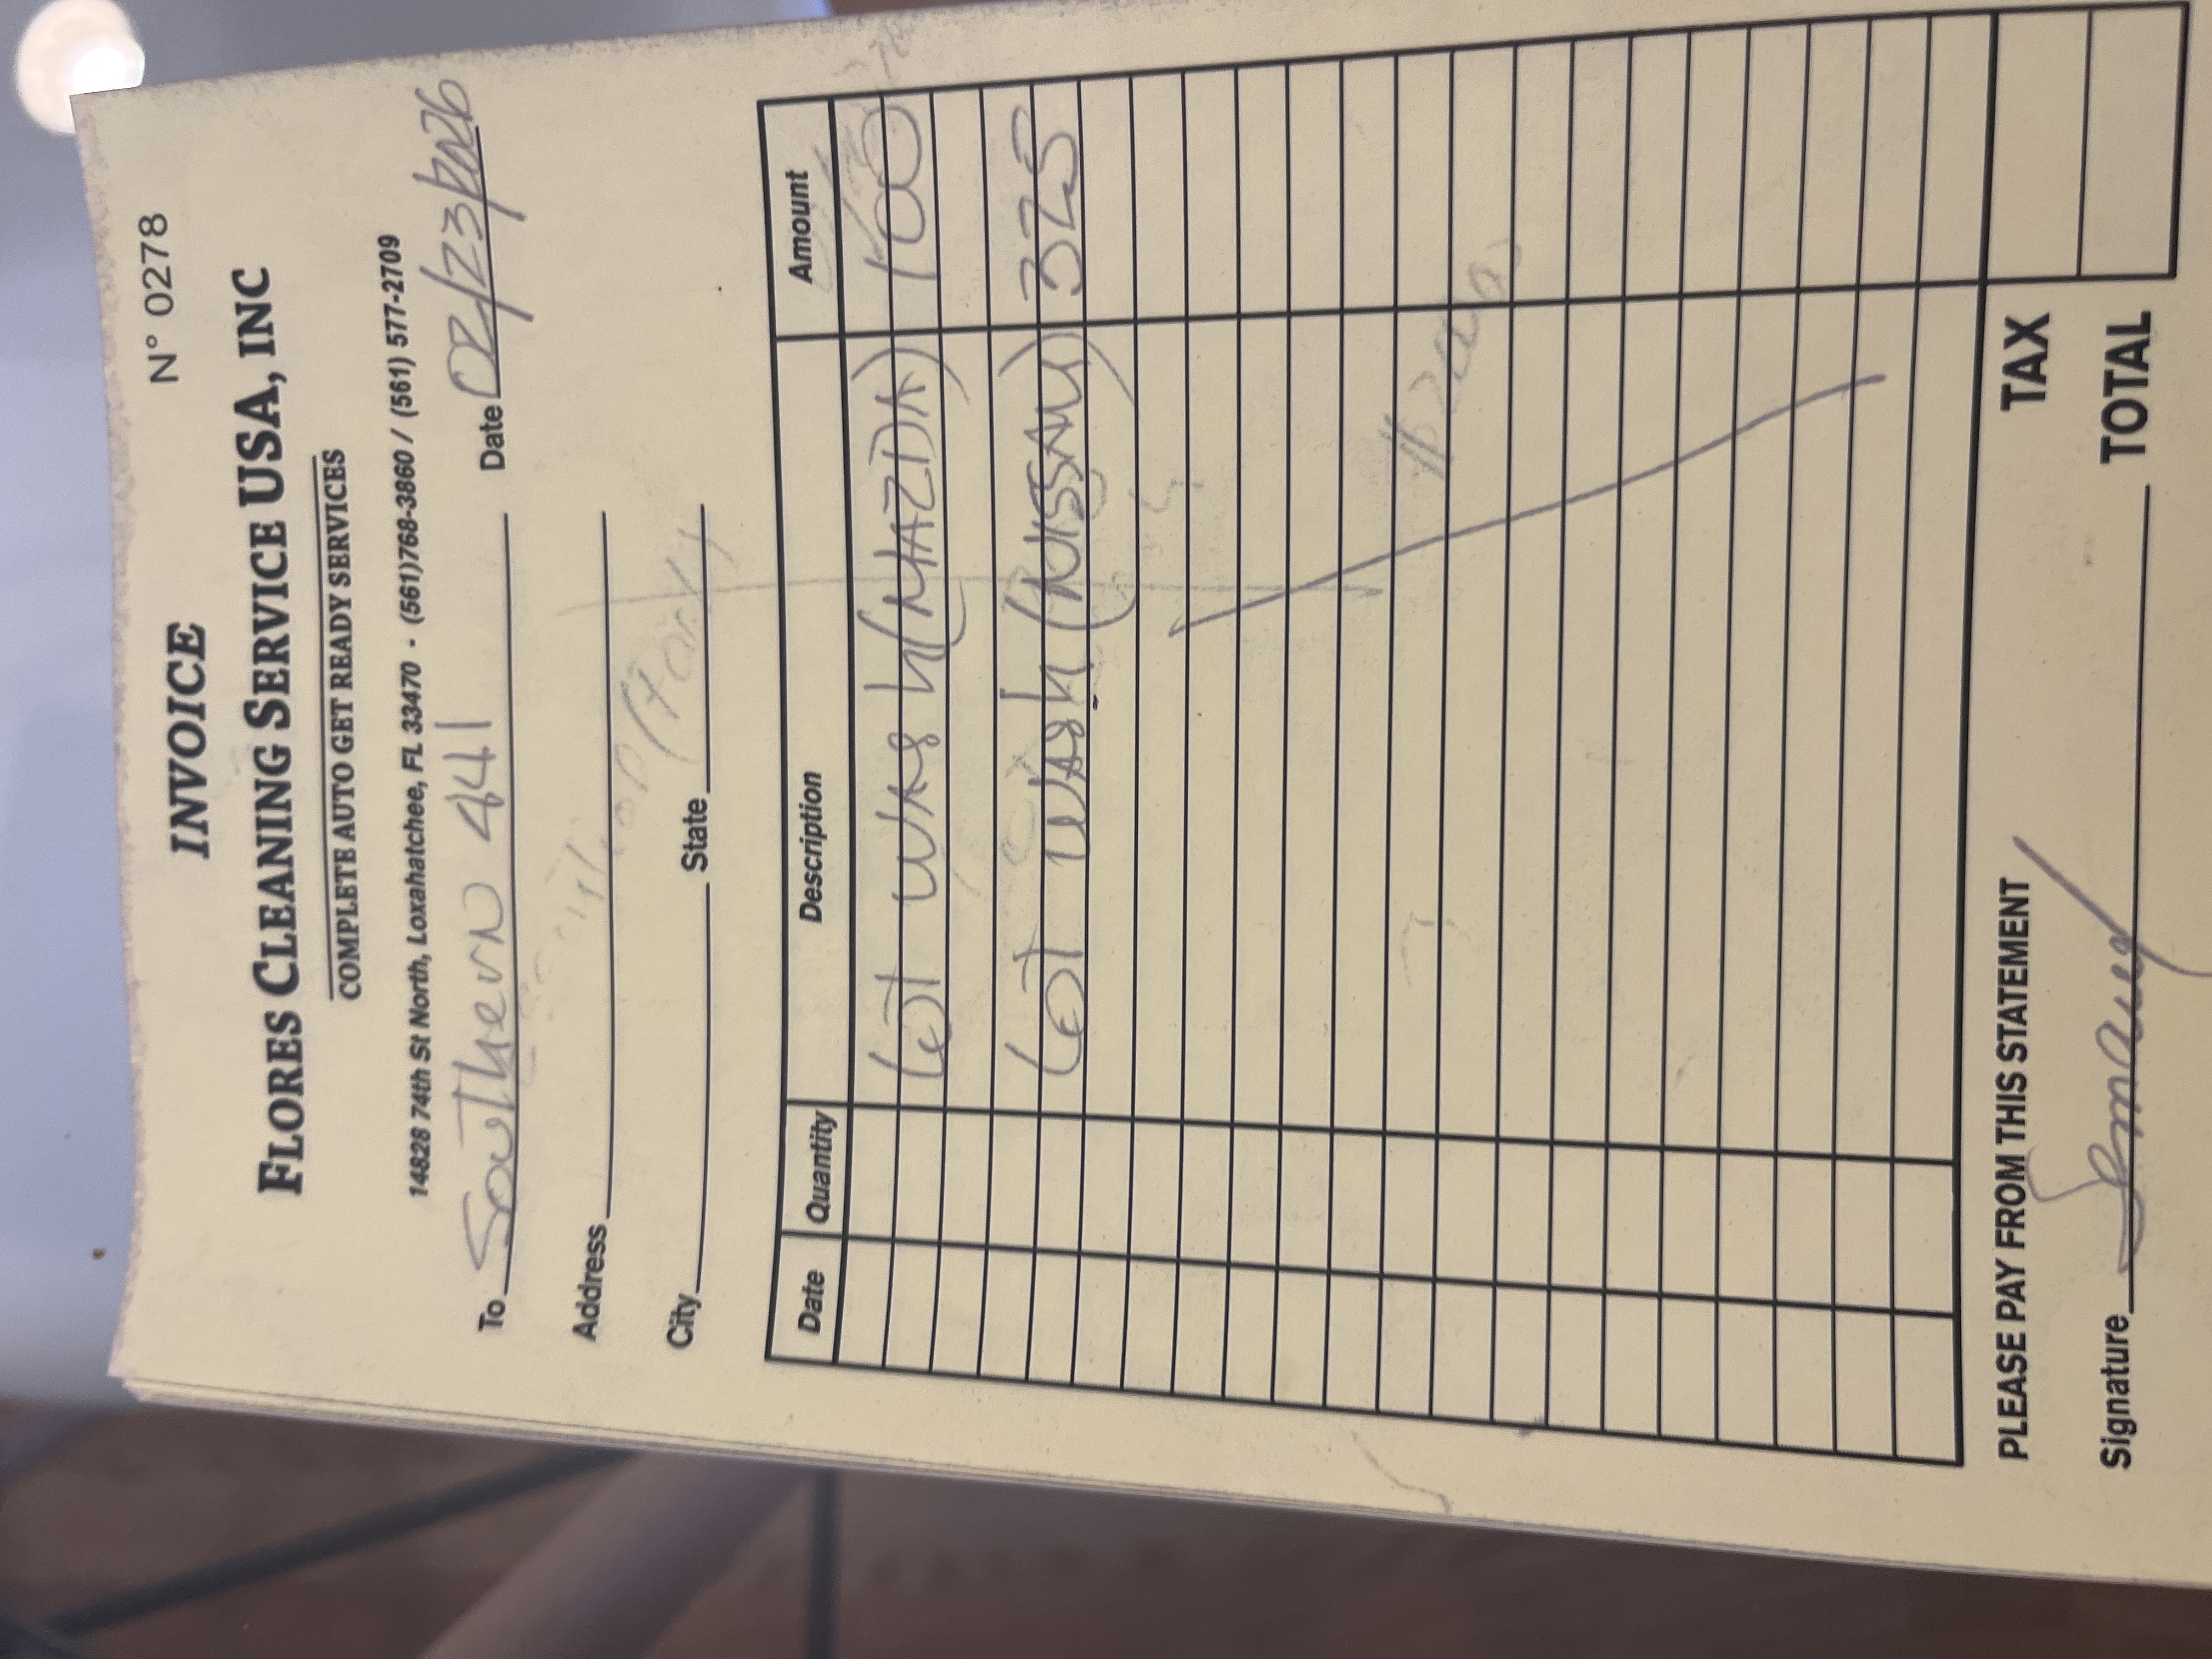 N° 0278
INVOICE
FLORES CLEANING SERVICE USA, INC
COMPLETE AUTO GET READY SERVICES
14828 74th St North, Loxahatchee, FL 33470 - (561)768-3860 / (561) 577-2709
To Southern 441 Date 02/23/2026
Address
City State
Date Quantity Description Amount
Lot wash (MAZDA) 100
Lot wash (NISSAN) 325
PLEASE PAY FROM THIS STATEMENT TAX
Signature TOTAL